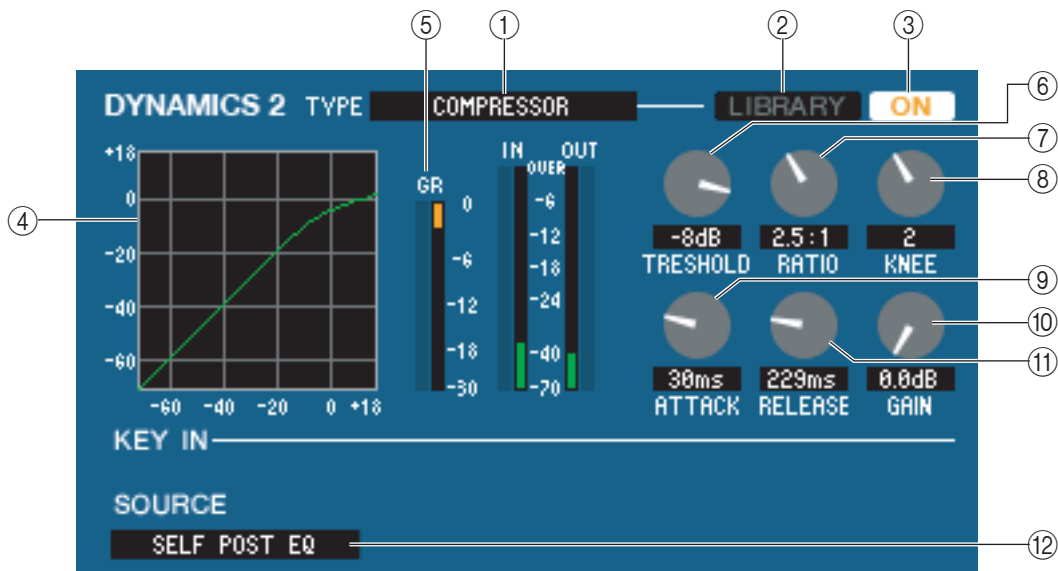 ⑤ ① ② ③
DYNAMICS 2 TYPE COMPRESSOR LIBRARY ON
⑥
⑦
⑧
④
+18
0
-20
-40
-60
-60 -40 -20 0 +18
GR
0
-6
-12
-18
-30
IN OUT
OVER
-6
-12
-18
-24
-40
-70
-8dB 2.5:1 2
TRESHOLD RATIO KNEE
⑨
⑩
⑪
30ms 229ms 0.0dB
ATTACK RELEASE GAIN
KEY IN
SOURCE
SELF POST EQ
⑫